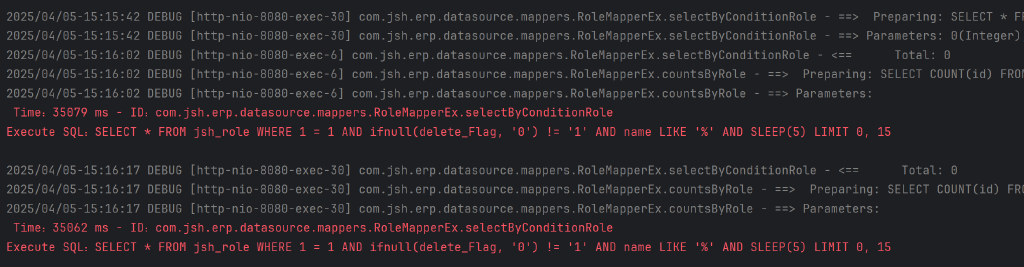 2025/04/05-15:15:42 DEBUG [http-nio-8080-exec-30] com.jsh.erp.datasource.mappers.RoleMapperEx.selectByConditionRole - ==>  Preparing: SELECT * F
2025/04/05-15:15:42 DEBUG [http-nio-8080-exec-30] com.jsh.erp.datasource.mappers.RoleMapperEx.selectByConditionRole - ==> Parameters: 0(Integer)
2025/04/05-15:16:02 DEBUG [http-nio-8080-exec-6] com.jsh.erp.datasource.mappers.RoleMapperEx.selectByConditionRole - <==      Total: 0
2025/04/05-15:16:02 DEBUG [http-nio-8080-exec-6] com.jsh.erp.datasource.mappers.RoleMapperEx.countsByRole - ==>  Preparing: SELECT COUNT(id) FROM
2025/04/05-15:16:02 DEBUG [http-nio-8080-exec-6] com.jsh.erp.datasource.mappers.RoleMapperEx.countsByRole - ==> Parameters:
Time：35079 ms - ID：com.jsh.erp.datasource.mappers.RoleMapperEx.selectByConditionRole
Execute SQL：SELECT * FROM jsh_role WHERE 1 = 1 AND ifnull(delete_Flag, '0') != '1' AND name LIKE '%' AND SLEEP(5) LIMIT 0, 15
2025/04/05-15:16:17 DEBUG [http-nio-8080-exec-30] com.jsh.erp.datasource.mappers.RoleMapperEx.selectByConditionRole - <==      Total: 0
2025/04/05-15:16:17 DEBUG [http-nio-8080-exec-30] com.jsh.erp.datasource.mappers.RoleMapperEx.countsByRole - ==>  Preparing: SELECT COUNT(id) FRO
2025/04/05-15:16:17 DEBUG [http-nio-8080-exec-30] com.jsh.erp.datasource.mappers.RoleMapperEx.countsByRole - ==> Parameters:
Time：35062 ms - ID：com.jsh.erp.datasource.mappers.RoleMapperEx.selectByConditionRole
Execute SQL：SELECT * FROM jsh_role WHERE 1 = 1 AND ifnull(delete_Flag, '0') != '1' AND name LIKE '%' AND SLEEP(5) LIMIT 0, 15